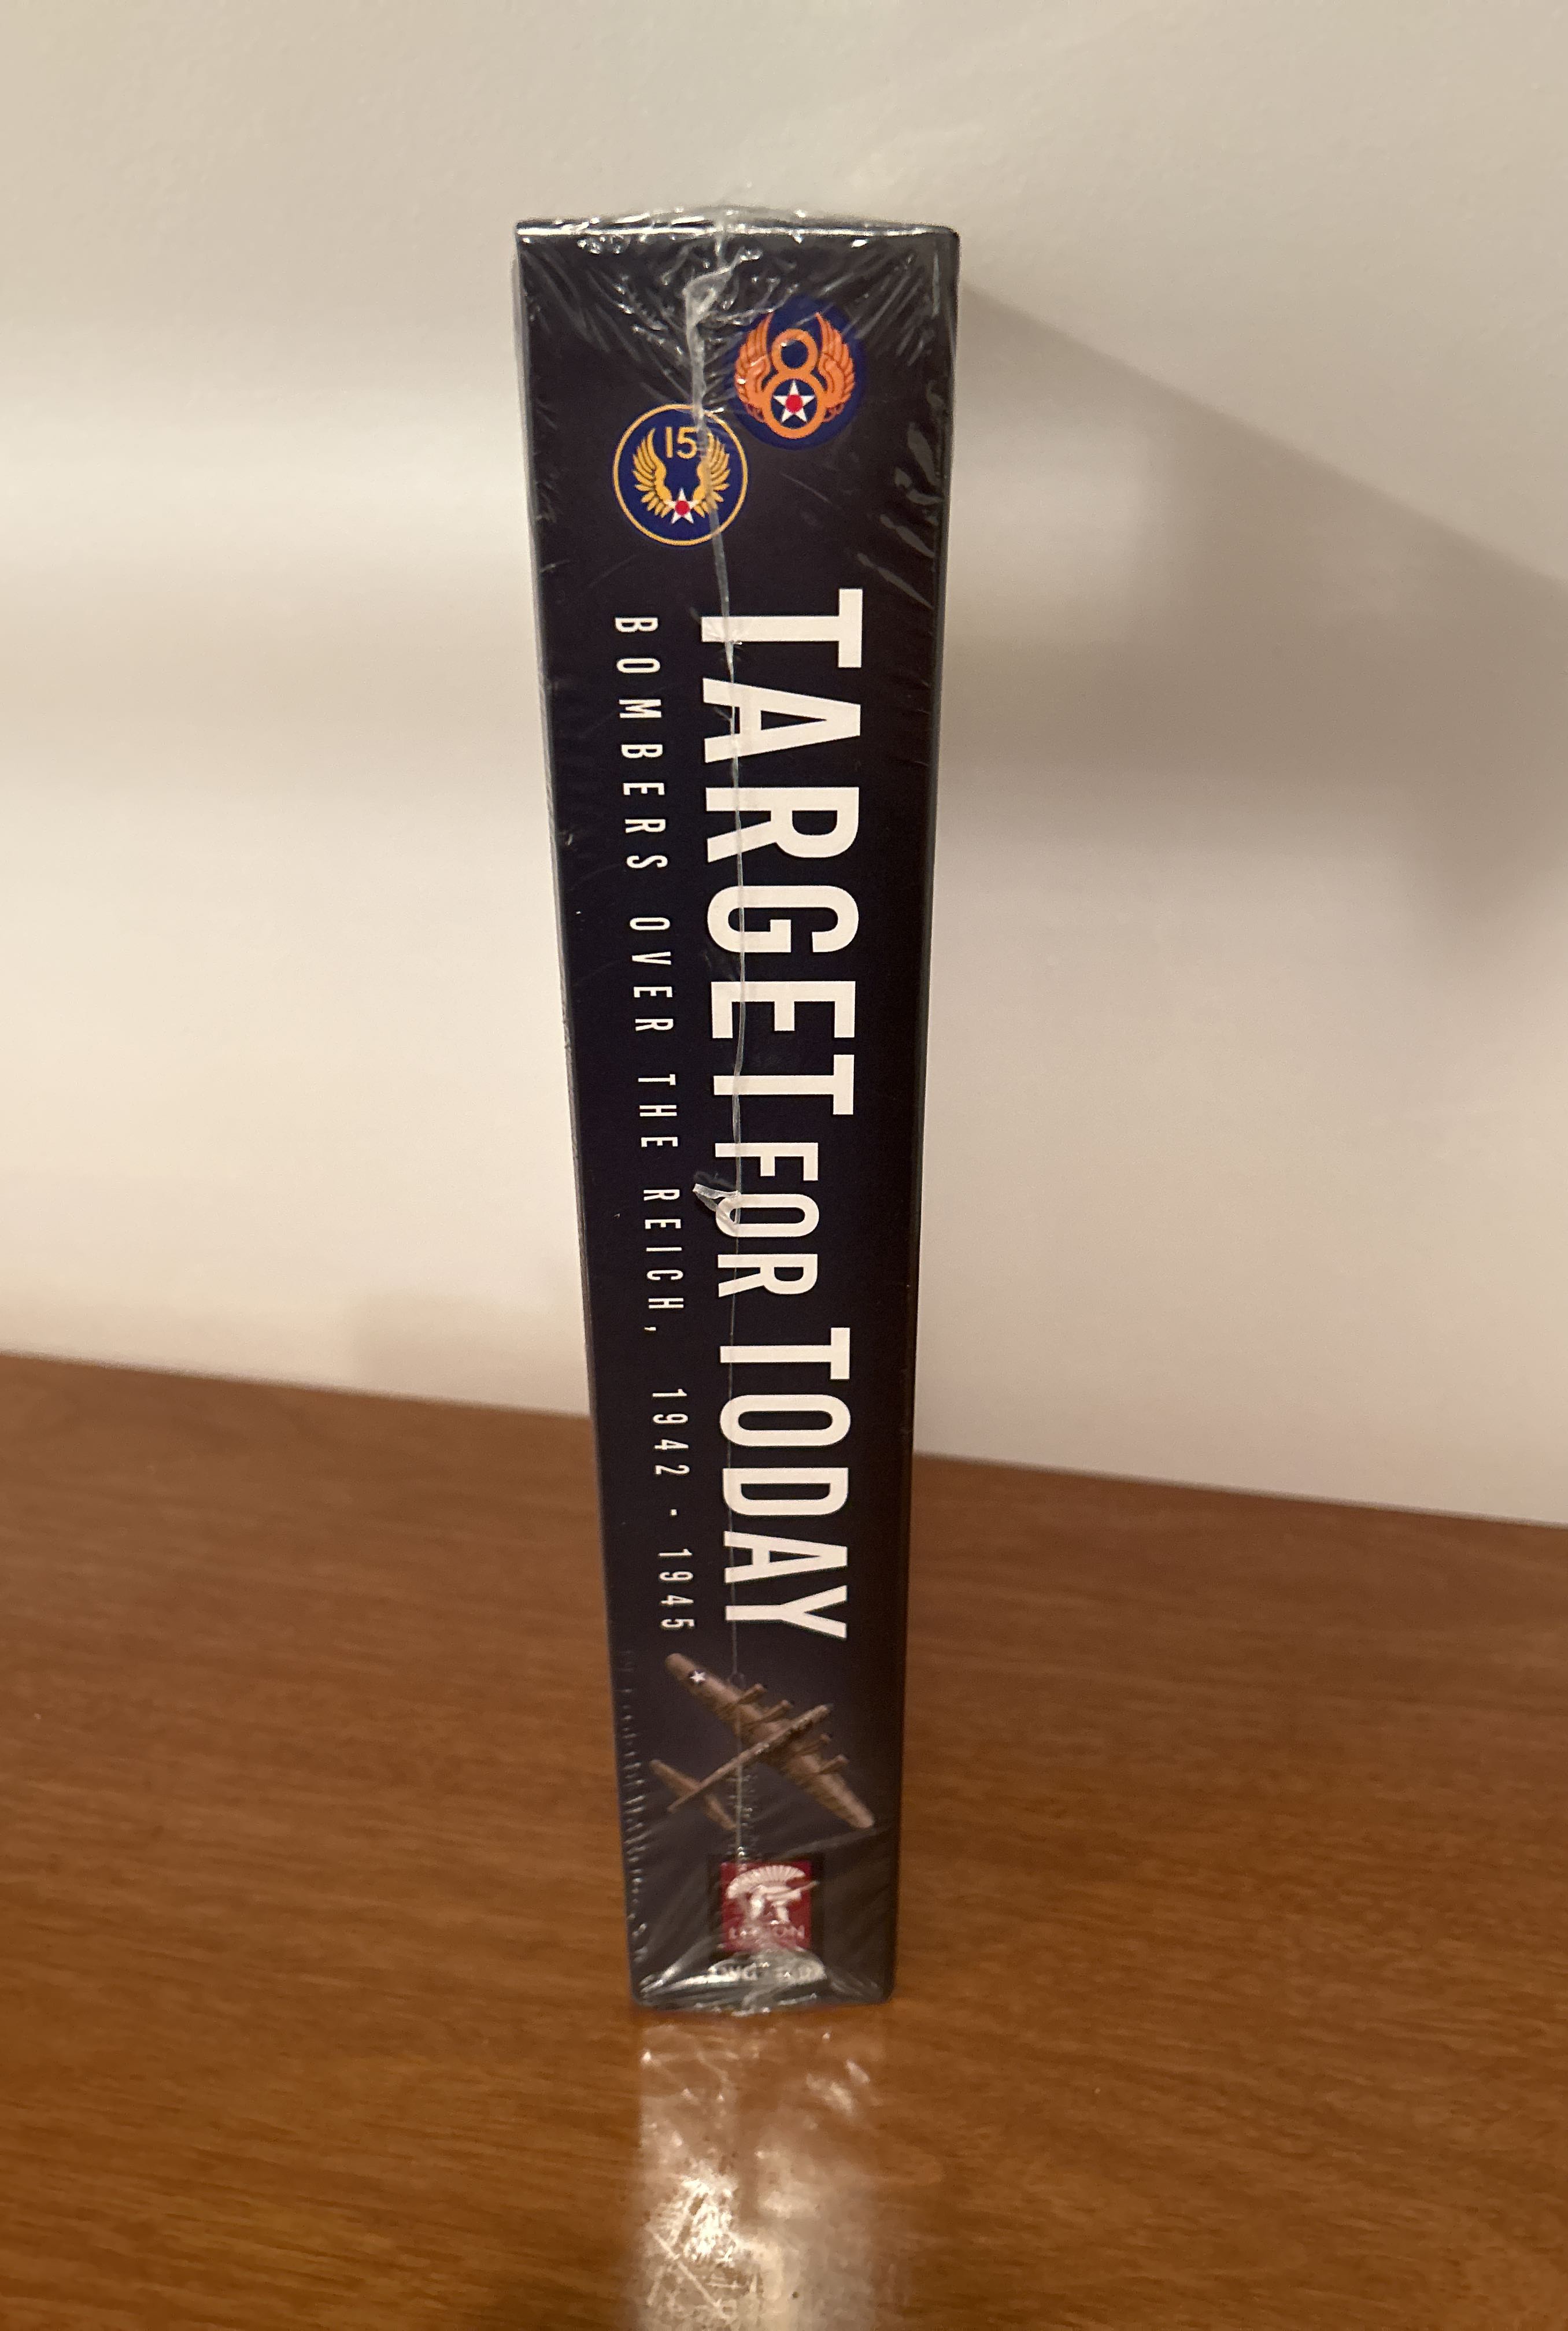 8
15
TARGET FOR TODAY
BOMBERS OVER THE REICH, 1942 - 1945